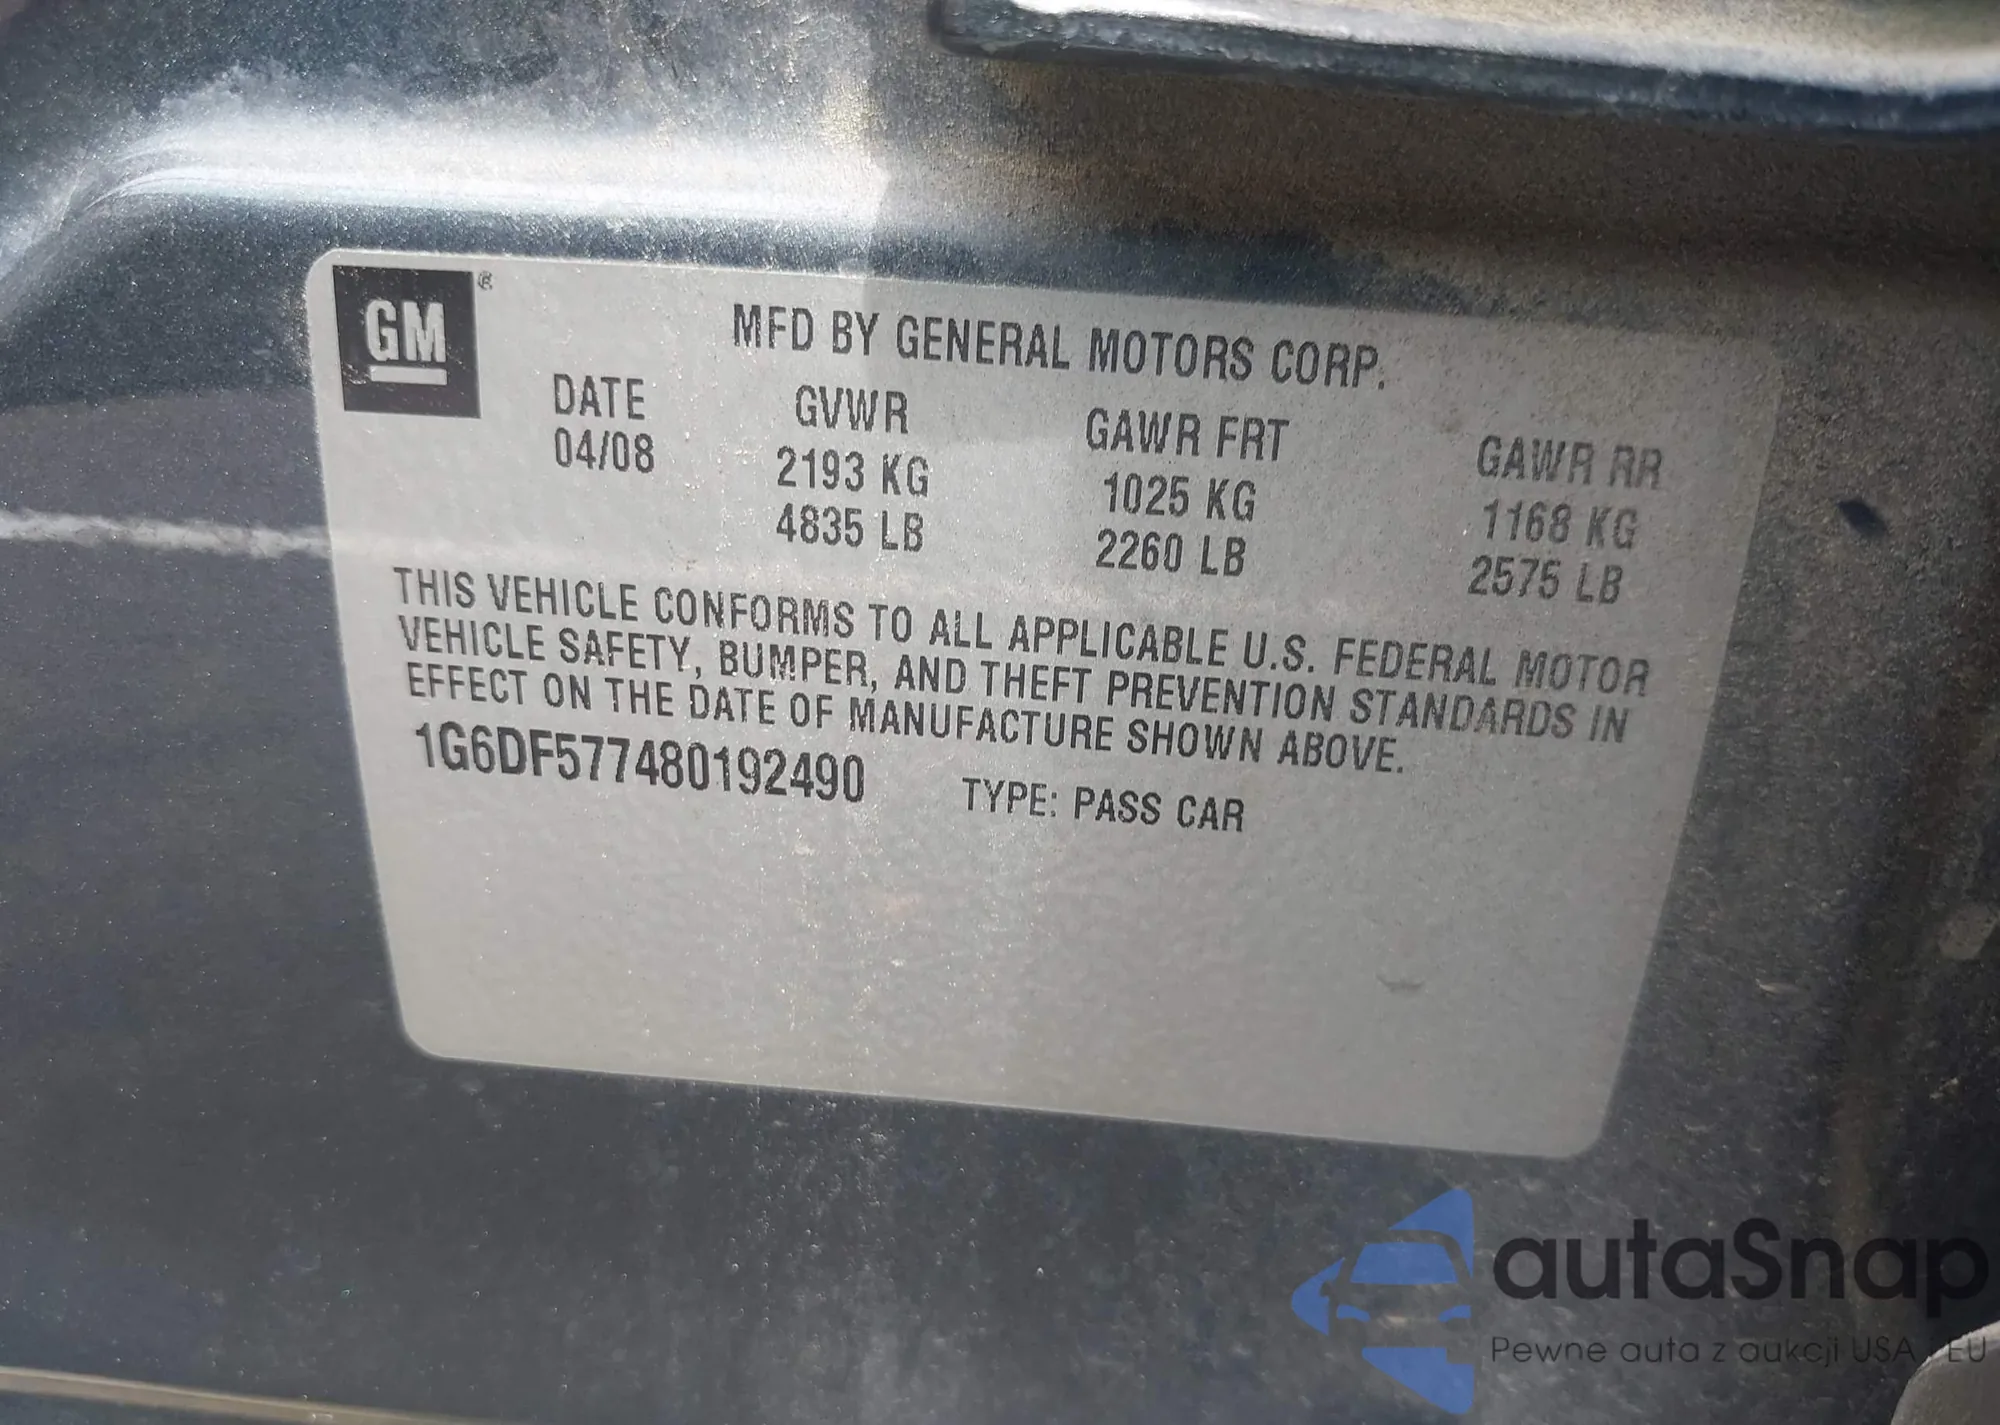 GM ®
MFD BY GENERAL MOTORS CORP.
DATE GVWR GAWR FRT GAWR RR
04/08 2193 KG 1025 KG 1168 KG
4835 LB 2260 LB 2575 LB
THIS VEHICLE CONFORMS TO ALL APPLICABLE U.S. FEDERAL MOTOR
VEHICLE SAFETY, BUMPER, AND THEFT PREVENTION STANDARDS IN
EFFECT ON THE DATE OF MANUFACTURE SHOWN ABOVE.
1G6DF577480192490 TYPE: PASS CAR
autaSnap
Pewne auta z aukcji USA i EU